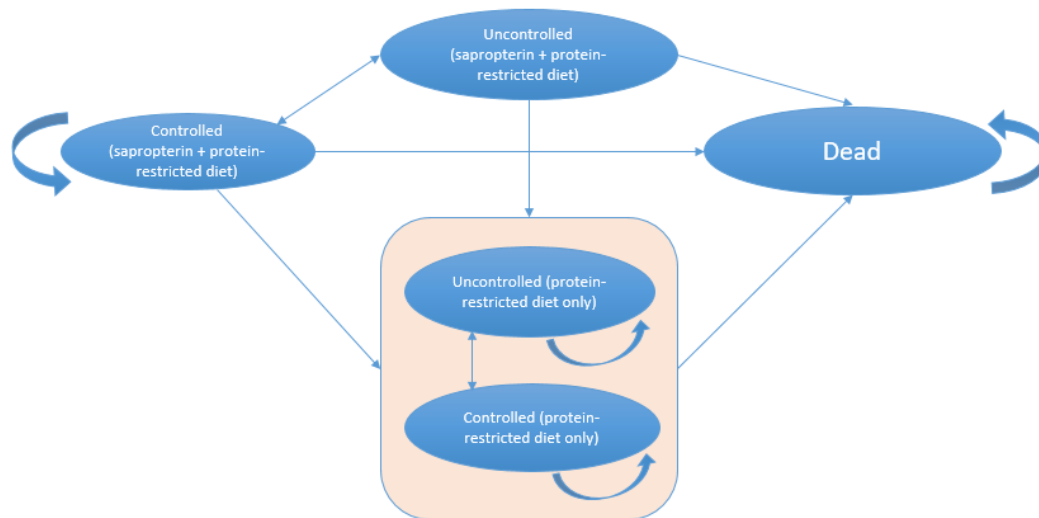 Uncontrolled
(sapropterin + protein-
restricted diet)
Controlled
(sapropterin + protein-
restricted diet)
Dead
Uncontrolled (protein-
restricted diet only)
Controlled (protein-
restricted diet only)